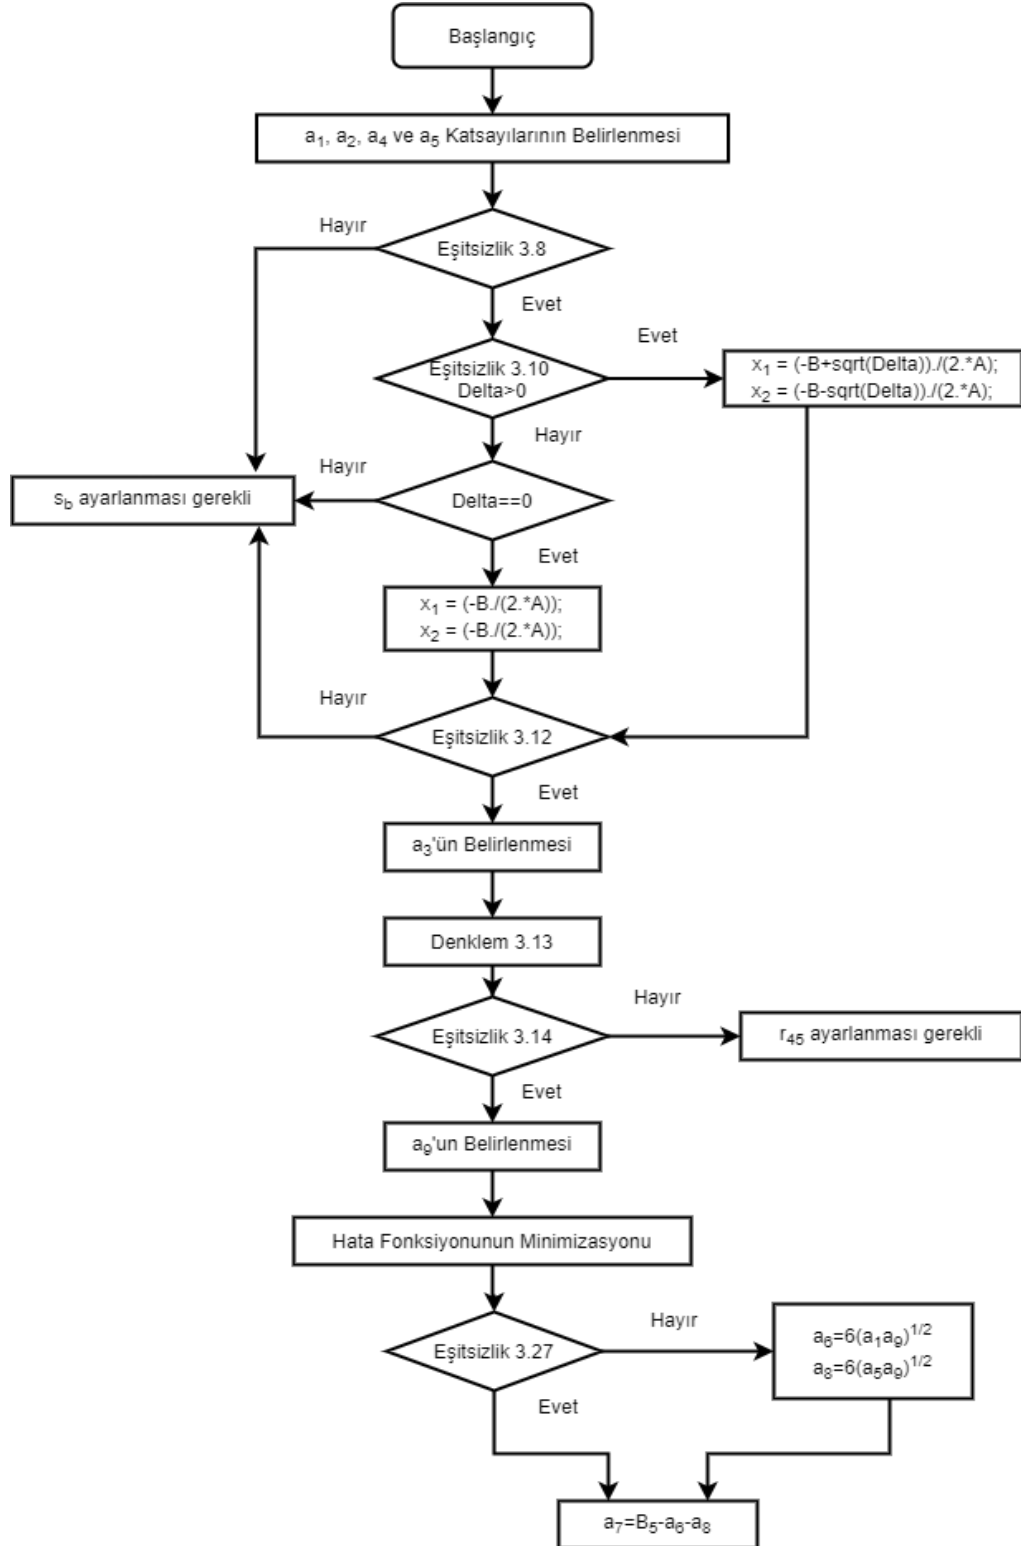 Başlangıç
a₁, a₂, a₄ ve a₅ Katsayılarının Belirlenmesi
Hayır
Eşitsizlik 3.8
Evet
Evet
Eşitsizlik 3.10
Delta>0
x₁ = (-B+sqrt(Delta))./(2.*A);
x₂ = (-B-sqrt(Delta))./(2.*A);
Hayır
Hayır
s_b ayarlanması gerekli
Delta==0
Evet
x₁ = (-B./(2.*A));
x₂ = (-B./(2.*A));
Hayır
Eşitsizlik 3.12
Evet
a₃'ün Belirlenmesi
Denklem 3.13
Hayır
Eşitsizlik 3.14
r₄₅ ayarlanması gerekli
Evet
a₉'un Belirlenmesi
Hata Fonksiyonunun Minimizasyonu
Hayır
Eşitsizlik 3.27
a₆=6(a₁a₉)^1/2
a₈=6(a₅a₉)^1/2
Evet
a₇=B₅-a₆-a₈